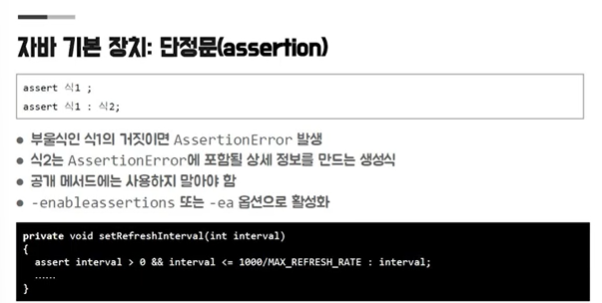 자바 기본 장치: 단정문(assertion)
assert 식1 ;
assert 식1 : 식2;
● 부울식인 식1의 거짓이면 AssertionError 발생
● 식2는 AssertionError에 포함될 상세 정보를 만드는 생성식
● 공개 메서드에는 사용하지 말아야 함
● -enableassertions 또는 -ea 옵션으로 활성화
private void setRefreshInterval(int interval)
{
assert interval > 0 && interval <= 1000/MAX_REFRESH_RATE : interval;
......
}